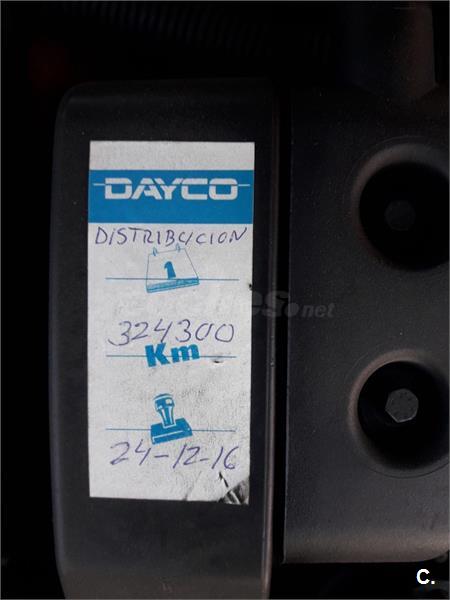 DAYCO
DISTRIBUCION
1
324300
Km
24-12-16
C.